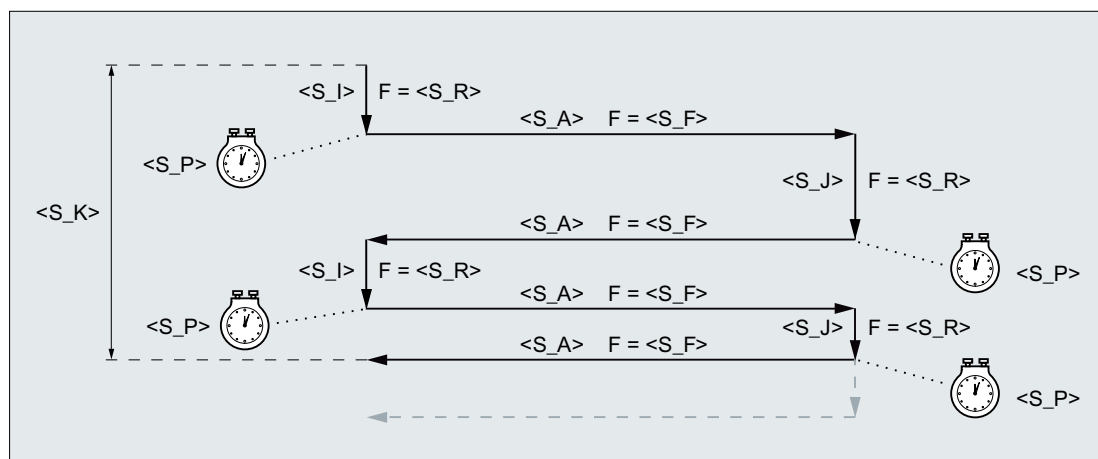 <S_I> F = <S_R>
<S_A> F = <S_F>
<S_P>
<S_J> F = <S_R>
<S_K>
<S_A> F = <S_F>
<S_I> F = <S_R>
<S_P>
<S_A> F = <S_F>
<S_P>
<S_J> F = <S_R>
<S_A> F = <S_F>
<S_P>